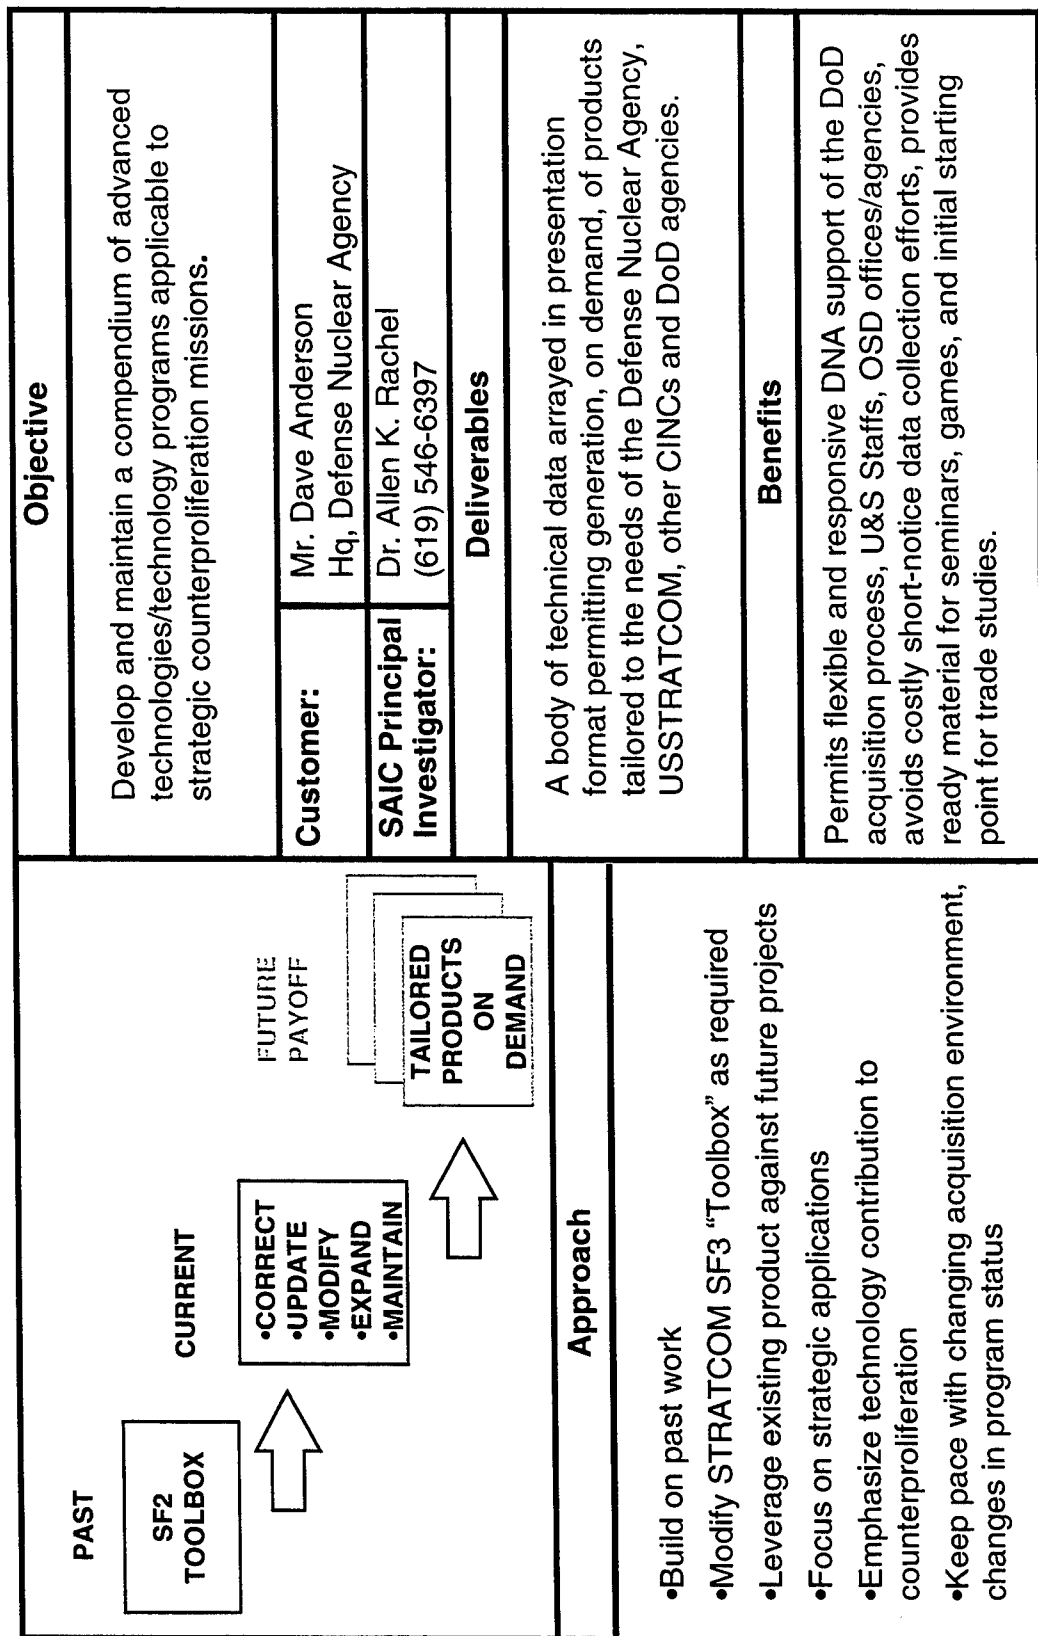 PAST
SF2
TOOLBOX
CURRENT
•CORRECT
•UPDATE
•MODIFY
•EXPAND
•MAINTAIN
FUTURE
PAYOFF
TAILORED
PRODUCTS
ON
DEMAND
Approach
•Build on past work
•Modify STRATCOM SF3 “Toolbox” as required
•Leverage existing product against future projects
•Focus on strategic applications
•Emphasize technology contribution to
counterproliferation
•Keep pace with changing acquisition environment,
changes in program status
Objective
Develop and maintain a compendium of advanced
technologies/technology programs applicable to
strategic counterproliferation missions.
Customer:
Mr. Dave Anderson
Hq, Defense Nuclear Agency
SAIC Principal
Investigator:
Dr. Allen K. Rachel
(619) 546-6397
Deliverables
A body of technical data arrayed in presentation
format permitting generation, on demand, of products
tailored to the needs of the Defense Nuclear Agency,
USSTRATCOM, other CINCs and DoD agencies.
Benefits
Permits flexible and responsive DNA support of the DoD
acquisition process, U&S Staffs, OSD offices/agencies,
avoids costly short-notice data collection efforts, provides
ready material for seminars, games, and initial starting
point for trade studies.